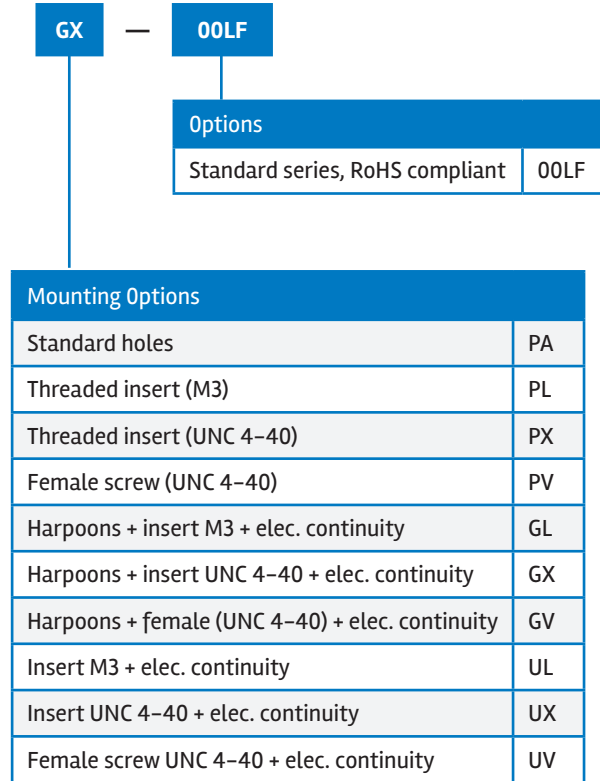 GX — 00LF
Options
Standard series, RoHS compliant 00LF
Mounting Options
Standard holes PA
Threaded insert (M3) PL
Threaded insert (UNC 4–40) PX
Female screw (UNC 4–40) PV
Harpoons + insert M3 + elec. continuity GL
Harpoons + insert UNC 4–40 + elec. continuity GX
Harpoons + female (UNC 4–40) + elec. continuity GV
Insert M3 + elec. continuity UL
Insert UNC 4–40 + elec. continuity UX
Female screw UNC 4–40 + elec. continuity UV